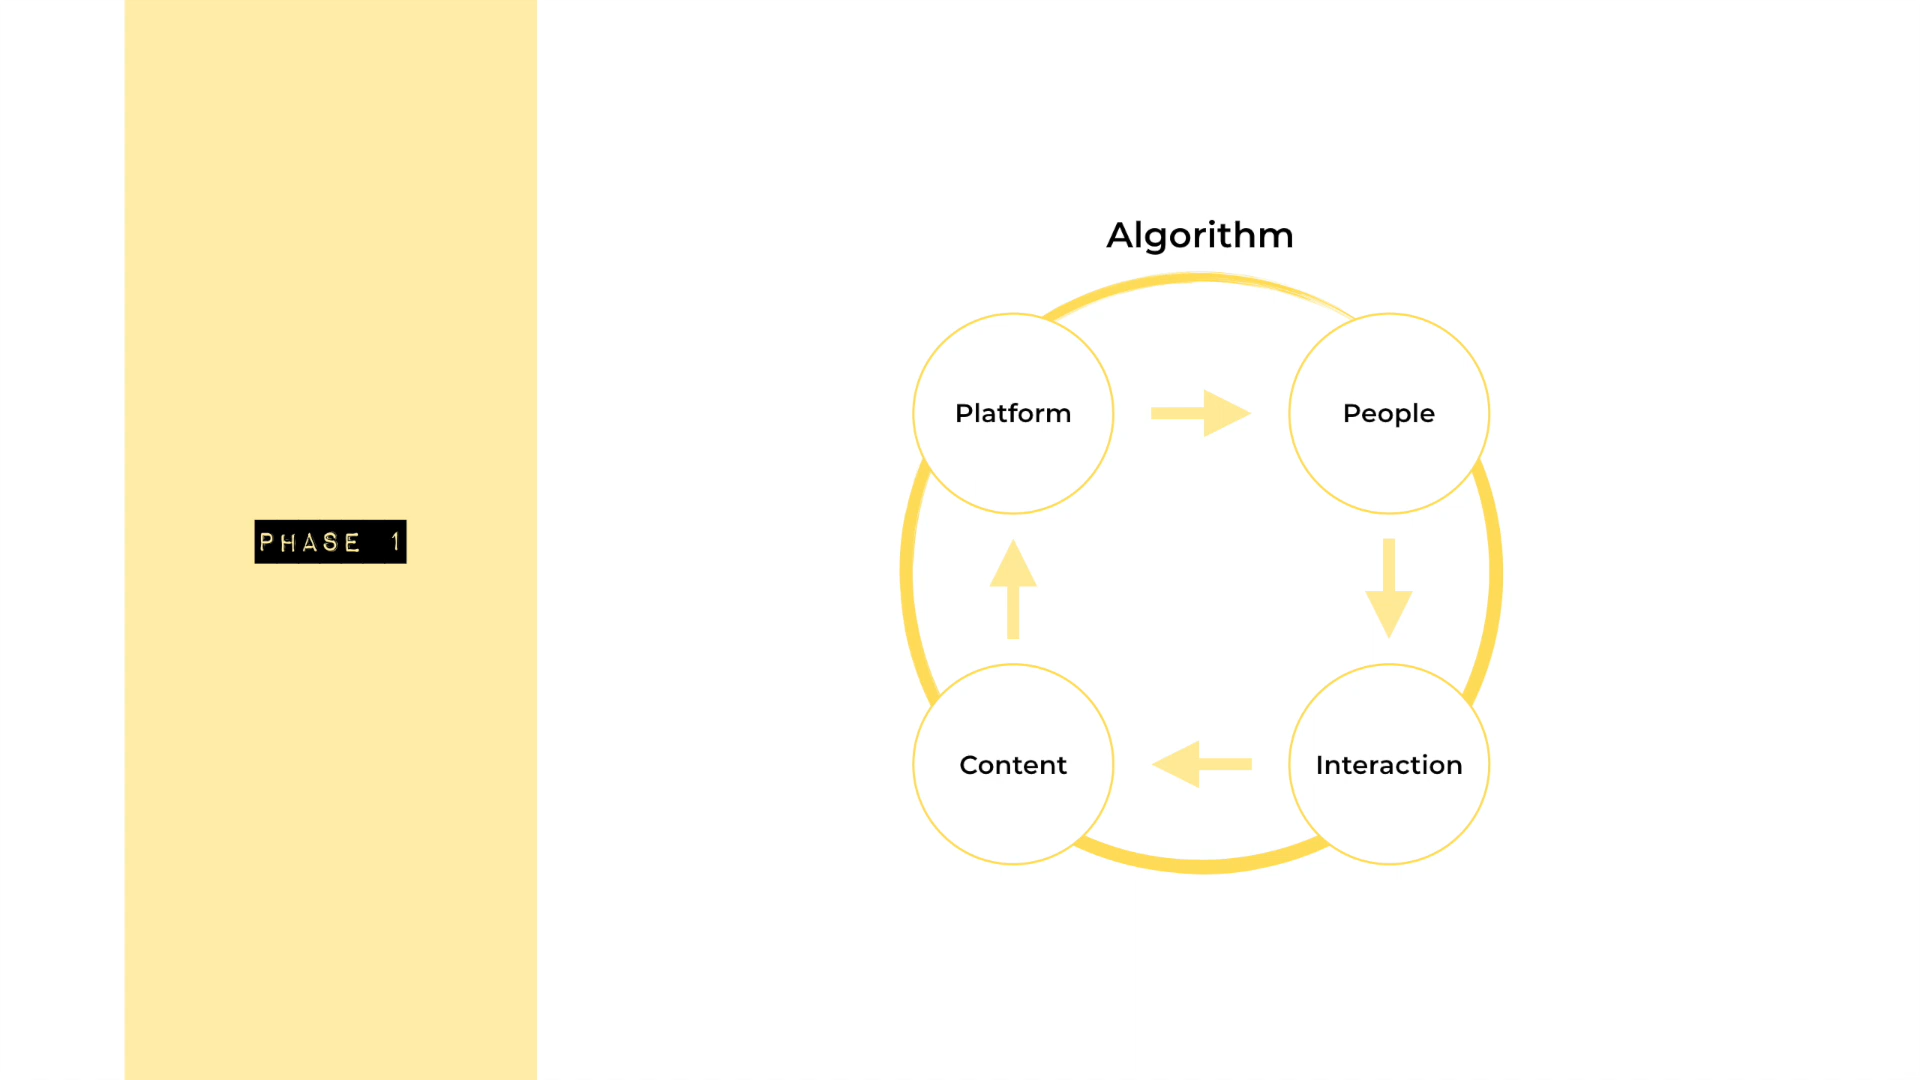 PHASE 1
Algorithm
Platform
People
Content
Interaction